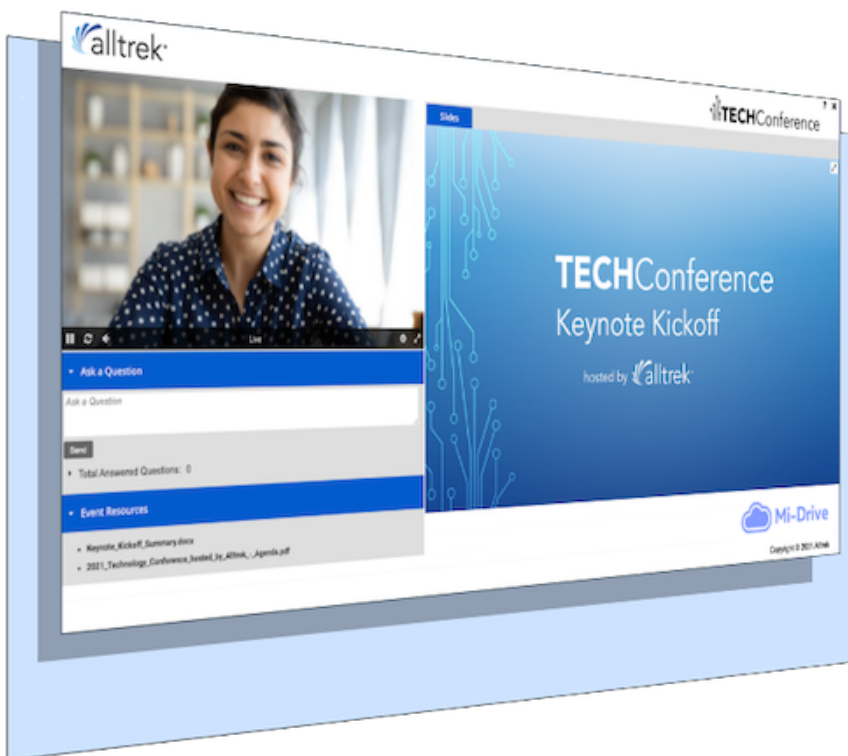 alltrek
TECHConference
? x
Slides
TECHConference
Keynote Kickoff
hosted by alltrek
Live
Ask a Question
Ask a Question
Send
Total Answered Questions: 0
Event Resources
Keynote_Kickoff_Summary.docx
2021_Technology_Conference_hosted_by_Alltrek_-_Agenda.pdf
Mi-Drive
Copyright © 2021 Alltrek